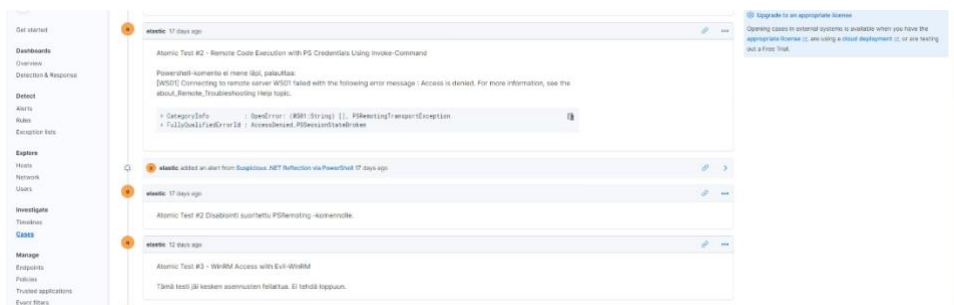 Get started
Dashboards
Overview
Detection & Response
Detect
Alerts
Rules
Exception lists
Explore
Hosts
Network
Users
Investigate
Timelines
Cases
Manage
Endpoints
Policies
Trusted applications
Event filters
elastic 17 days ago
Atomic Test #2 - Remote Code Execution with PS Credentials Using Invoke-Command
Powershell-komento ei mene läpi, palauttaa:
[WS01] Connecting to remote server WS01 failed with the following error message : Access is denied. For more information, see the
about_Remote_Troubleshooting Help topic.
+ CategoryInfo : OpenError: (WS01:String) [], PSRemotingTransportException
+ FullyQualifiedErrorId : AccessDenied,PSSessionStateBroken
elastic added an alert from Suspicious .NET Reflection via PowerShell 17 days ago
elastic 17 days ago
Atomic Test #2 Disablointi suoritettu PSRemoting -komennolle.
elastic 12 days ago
Atomic Test #3 - WinRM Access with Evil-WinRM
Tämä testi jäi kesken asennusten feilattua. Ei tehdä loppuun.
Upgrade to an appropriate license
Opening cases in external systems is available when you have the
appropriate license, are using a cloud deployment, or are testing
out a Free Trial.